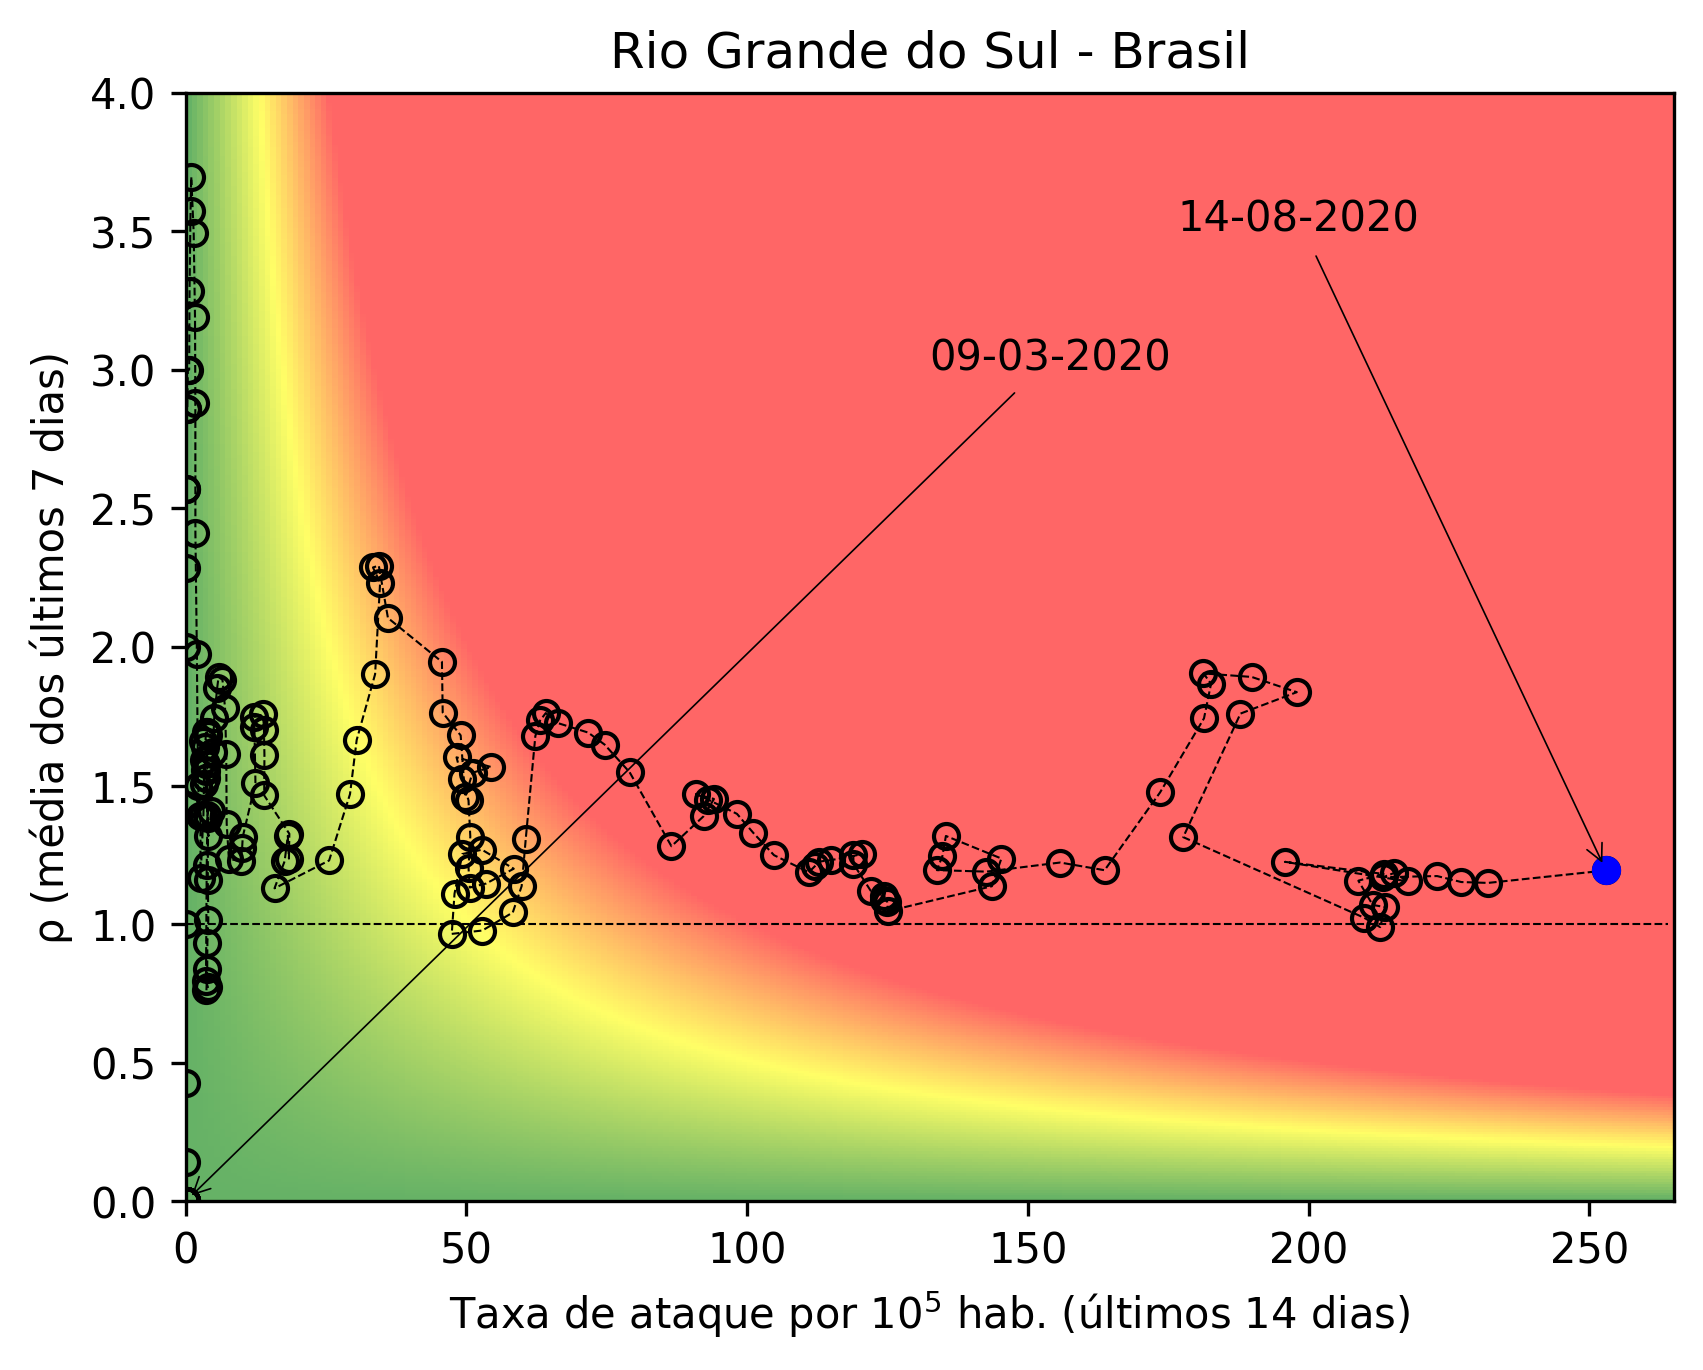 Rio Grande do Sul - Brasil
4.0
3.5
3.0
2.5
2.0
1.5
1.0
0.5
0.0
ρ (média dos últimos 7 dias)
14-08-2020
09-03-2020
0 50 100 150 200 250
Taxa de ataque por 10⁵ hab. (últimos 14 dias)